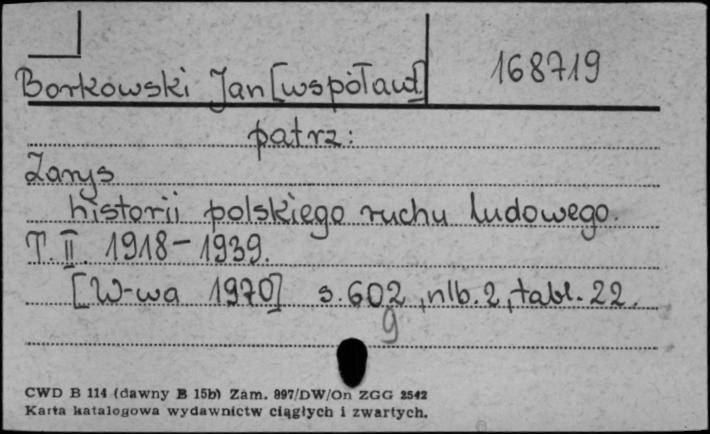 Borkowski Jan [współaut.] 168719
patrz:
Zarys
historii polskiego ruchu ludowego.
T. II. 1918-1939.
[W-wa 1970] s. 602, nlb. 2, tabl. 22.
9
CWD B 114 (dawny B 15b) Zam. 997/DW/On ZGG 2542
Karta katalogowa wydawnictw ciągłych i zwartych.